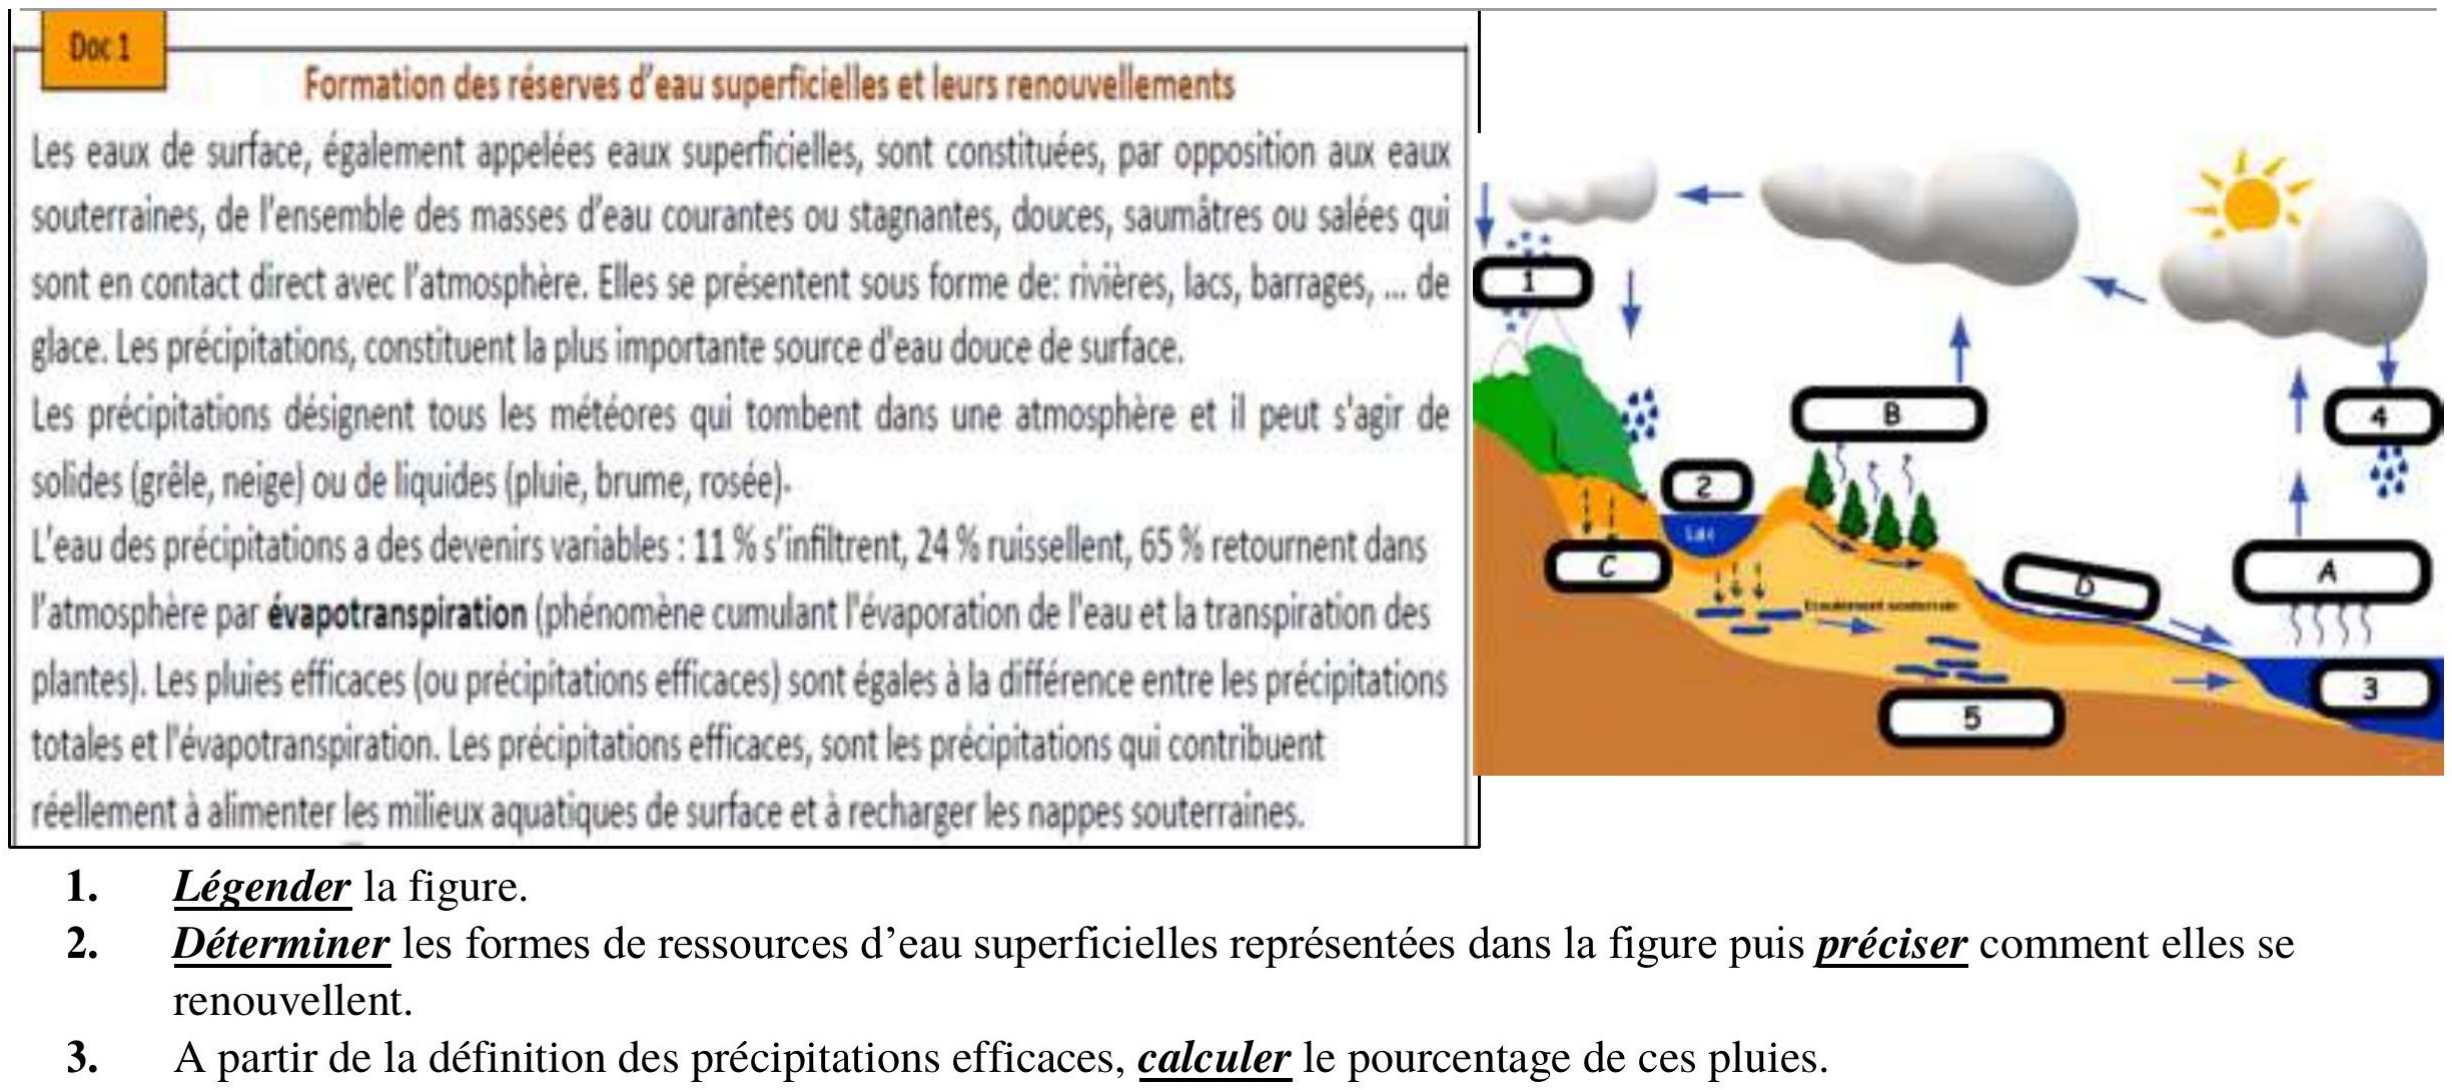 Doc 1
Formation des réserves d'eau superficielles et leurs renouvellements
Les eaux de surface, également appelées eaux superficielles, sont constituées, par opposition aux eaux
souterraines, de l'ensemble des masses d'eau courantes ou stagnantes, douces, saumâtres ou salées qui
sont en contact direct avec l'atmosphère. Elles se présentent sous forme de: rivières, lacs, barrages, ... de
glace. Les précipitations, constituent la plus importante source d'eau douce de surface.
Les précipitations désignent tous les météores qui tombent dans une atmosphère et il peut s'agir de
solides (grêle, neige) ou de liquides (pluie, brume, rosée).
L'eau des précipitations a des devenirs variables : 11 % s'infiltrent, 24 % ruissellent, 65 % retournent dans
l'atmosphère par évapotranspiration (phénomène cumulant l'évaporation de l'eau et la transpiration des
plantes). Les pluies efficaces (ou précipitations efficaces) sont égales à la différence entre les précipitations
totales et l'évapotranspiration. Les précipitations efficaces, sont les précipitations qui contribuent
réellement à alimenter les milieux aquatiques de surface et à recharger les nappes souterraines.
1
B
4
2
Lac
C
A
D
Ecoulement souterrain
3
5
1. Légender la figure.
2. Déterminer les formes de ressources d'eau superficielles représentées dans la figure puis préciser comment elles se
renouvellent.
3. A partir de la définition des précipitations efficaces, calculer le pourcentage de ces pluies.